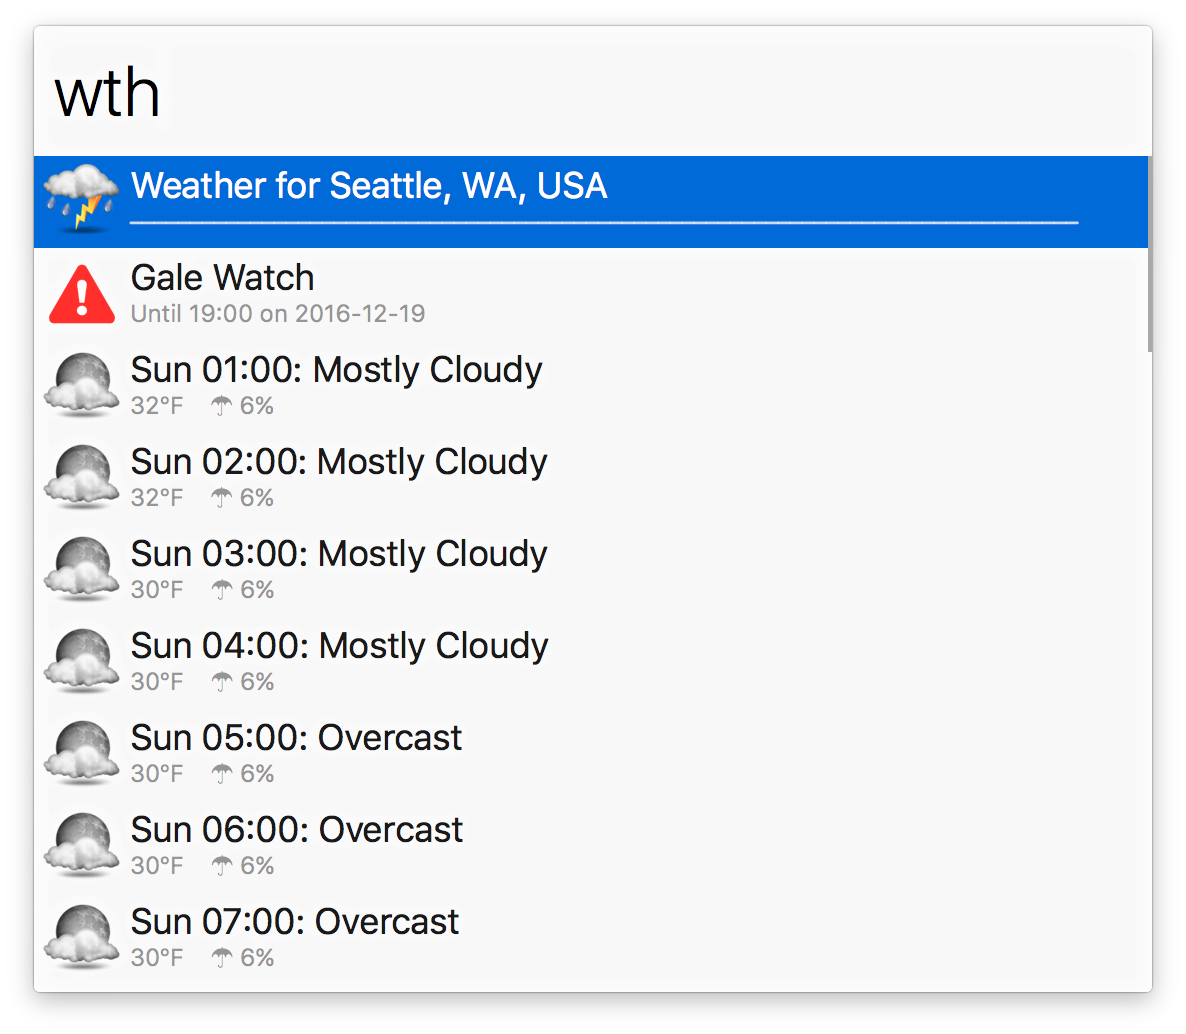 wth
Weather for Seattle, WA, USA
Gale Watch
Until 19:00 on 2016-12-19
Sun 01:00: Mostly Cloudy
32°F ☂ 6%
Sun 02:00: Mostly Cloudy
32°F ☂ 6%
Sun 03:00: Mostly Cloudy
30°F ☂ 6%
Sun 04:00: Mostly Cloudy
30°F ☂ 6%
Sun 05:00: Overcast
30°F ☂ 6%
Sun 06:00: Overcast
30°F ☂ 6%
Sun 07:00: Overcast
30°F ☂ 6%